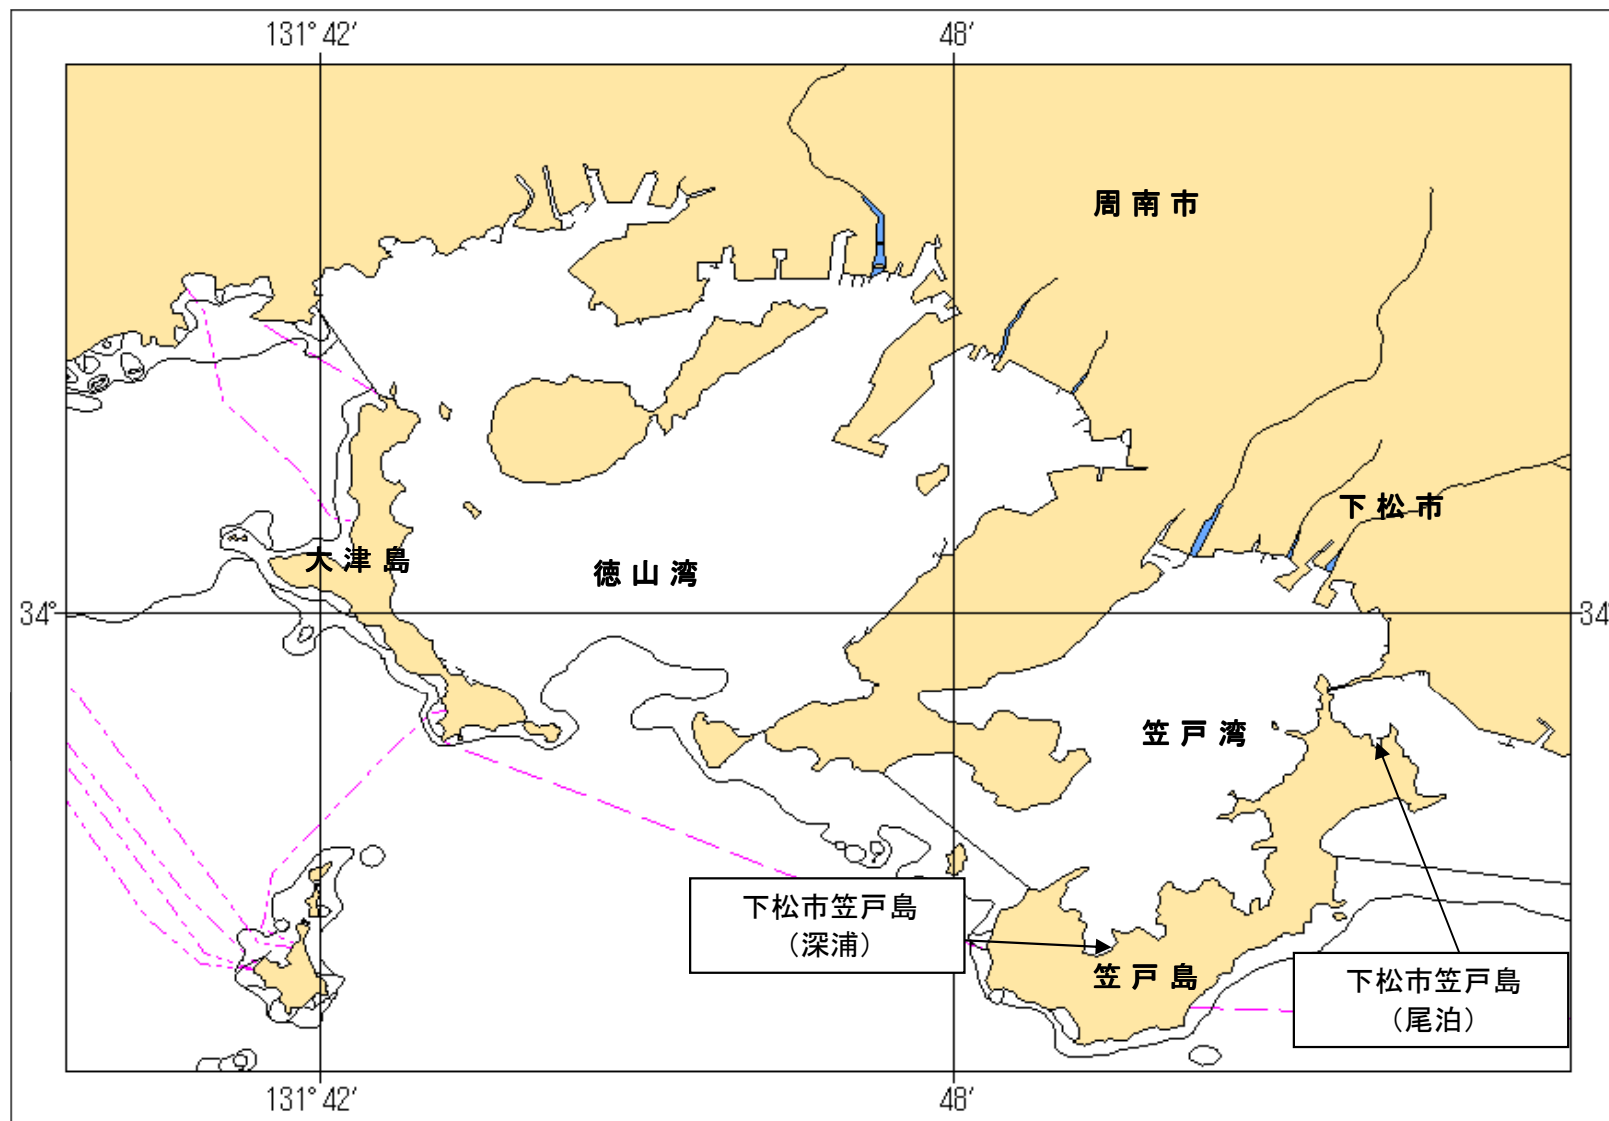 131° 42′
48′
周南市
下松市
大津島
徳山湾
34°
34
笠戸湾
下松市笠戸島
（深浦）
笠戸島
下松市笠戸島
（尾泊）
131° 42′
48′